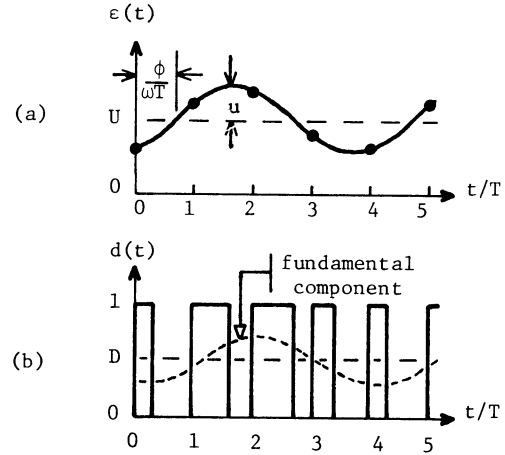 ε(t)
ϕ
ωT
(a)
U
u
0
0 1 2 3 4 5
t/T
d(t)
fundamental
component
1
(b)
D
0
t/T
0 1 2 3 4 5